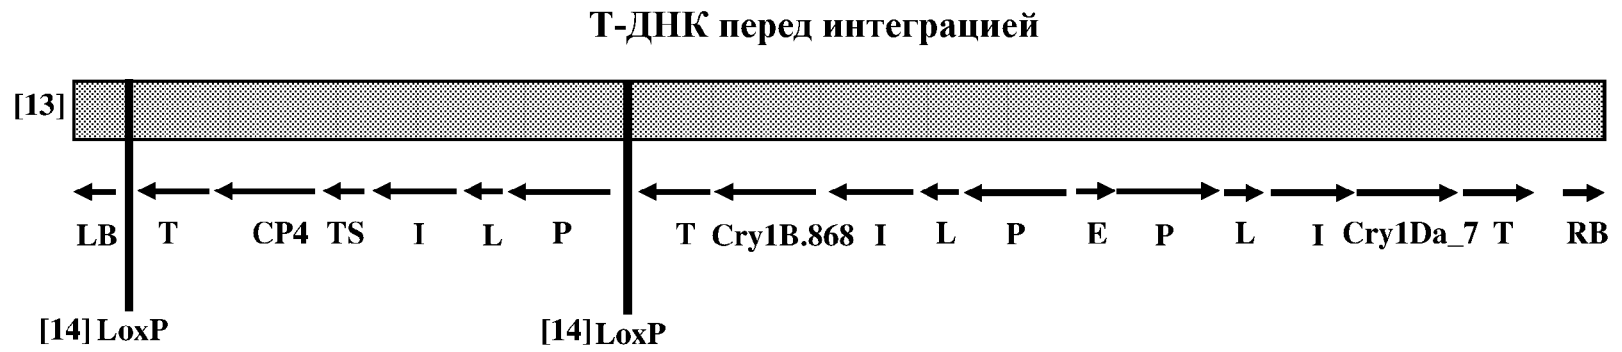 Т-ДНК перед интеграцией
[13]
LB T CP4 TS I L P T Cry1B.868 I L P E P L I Cry1Da_7 T RB
[14] LoxP [14] LoxP